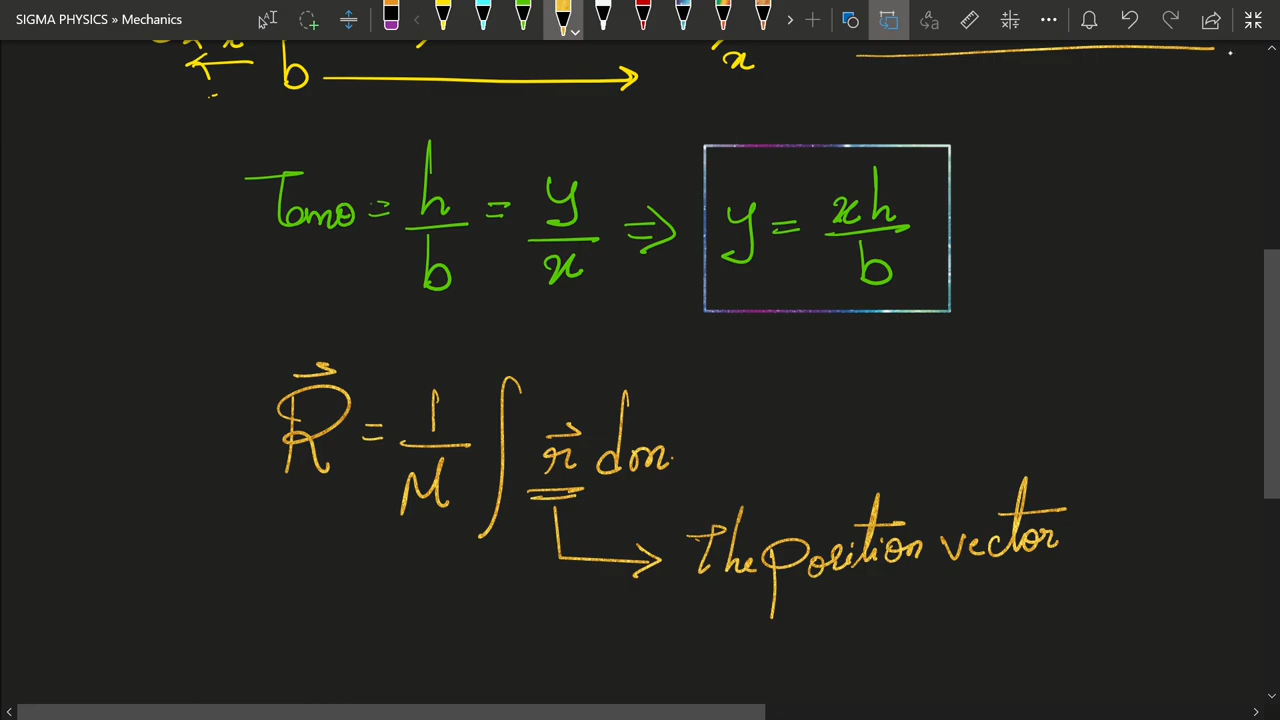 SIGMA PHYSICS » Mechanics
x
b
x
Tanθ = h/b = y/x ⇒ y = xh/b
R⃗ = 1/M ∫ r⃗ dm
The position vector